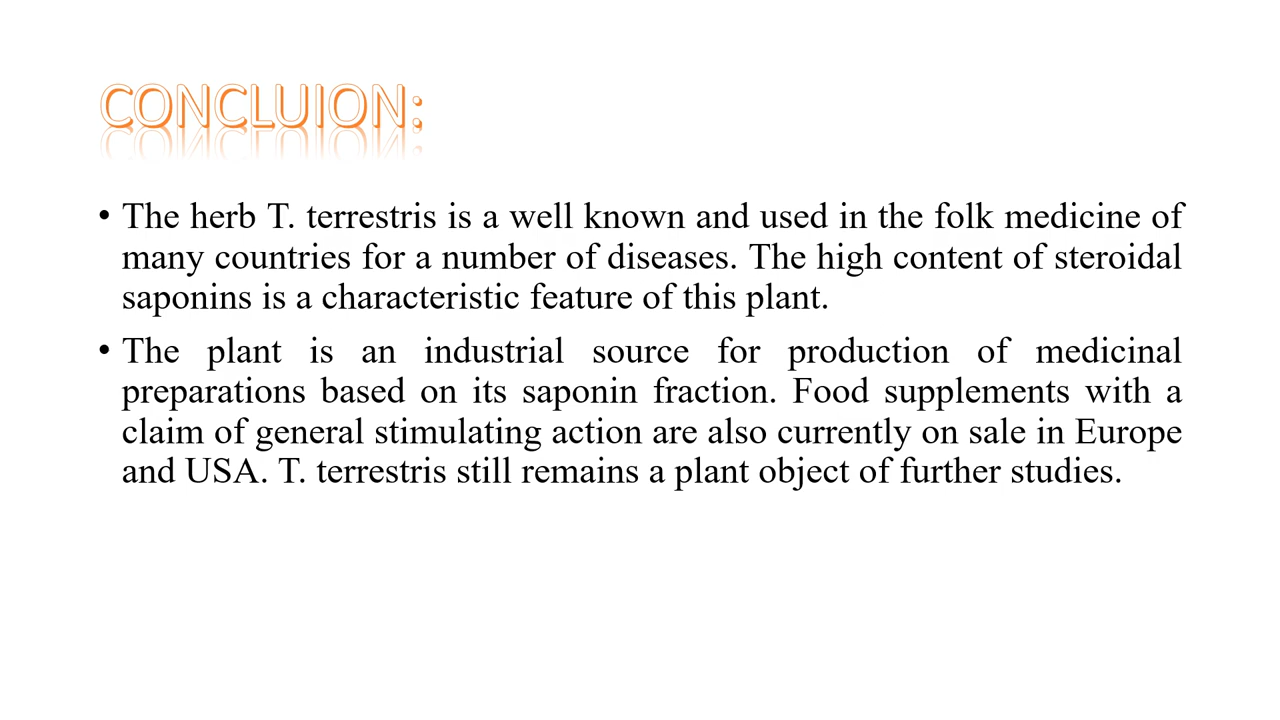 CONCLUION:
• The herb T. terrestris is a well known and used in the folk medicine of
many countries for a number of diseases. The high content of steroidal
saponins is a characteristic feature of this plant.
• The plant is an industrial source for production of medicinal
preparations based on its saponin fraction. Food supplements with a
claim of general stimulating action are also currently on sale in Europe
and USA. T. terrestris still remains a plant object of further studies.